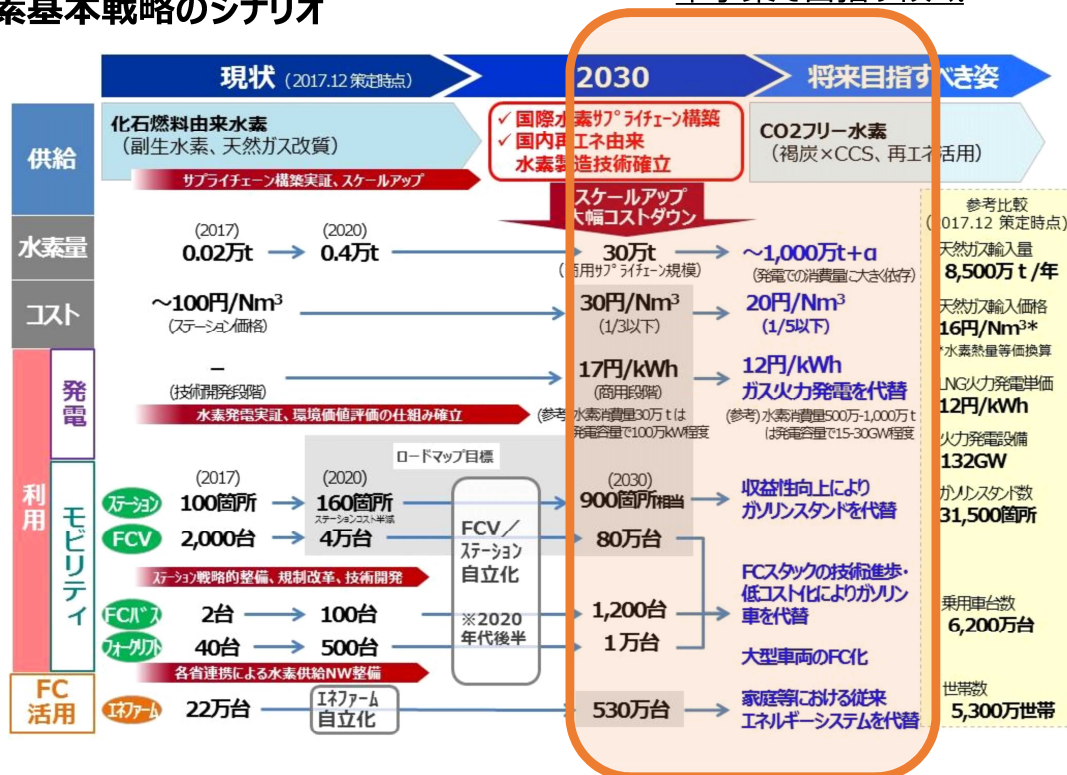 素基本戦略のシナリオ
現状（2017.12 策定時点）
2030
将来目指すべき姿
供給
化石燃料由来水素
（副生水素、天然ガス改質）
✓国際水素ｻﾌﾟﾗｲﾁｪｰﾝ構築
✓国内再エネ由来
水素製造技術確立
CO2フリー水素
（褐炭×CCS、再エネ活用）
サプライチェーン構築実証、スケールアップ
スケールアップ
大幅コストダウン
参考比較
(2017.12 策定時点)
水素量
(2017)
0.02万t
(2020)
0.4万t
30万t
(商用ｻﾌﾟﾗｲﾁｪｰﾝ規模)
～1,000万t+α
(発電での消費量に大きく依存)
天然ガス輸入量
8,500万ｔ/年
コスト
～100円/Nm³
(ステーション価格)
30円/Nm³
(1/3以下)
20円/Nm³
(1/5以下)
天然ガス輸入価格
16円/Nm³*
*水素熱量等価換算
利用
発電
－
(技術開発段階)
17円/kWh
(商用段階)
12円/kWh
ガス火力発電を代替
LNG火力発電単価
12円/kWh
水素発電実証、環境価値評価の仕組み確立
(参考)水素消費量30万ｔは
発電容量で100万kW程度
(参考)水素消費量500万-1,000万ｔ
は発電容量で15-30GW程度
火力発電設備
132GW
モビリティ
ロードマップ目標
(2017)
(2020)
(2030)
ｽﾃｰｼｮﾝ
100箇所
160箇所
ステーションコスト半減
900箇所相当
収益性向上により
ガソリンスタンドを代替
ガソリンスタンド数
31,500箇所
FCV
2,000台
4万台
80万台
FCV／
ｽﾃｰｼｮﾝ
自立化
※2020
年代後半
ｽﾃｰｼｮﾝ戦略的整備、規制改革、技術開発
FCスタックの技術進歩・
低コスト化によりガソリン
車を代替
FCﾊﾞｽ
2台
100台
1,200台
乗用車台数
6,200万台
ﾌｫｰｸﾘﾌﾄ
40台
500台
1万台
大型車両のFC化
各省連携による水素供給NW整備
FC
活用
ｴﾈﾌｧｰﾑ
22万台
ｴﾈﾌｧｰﾑ
自立化
530万台
家庭等における従来
エネルギーシステムを代替
世帯数
5,300万世帯